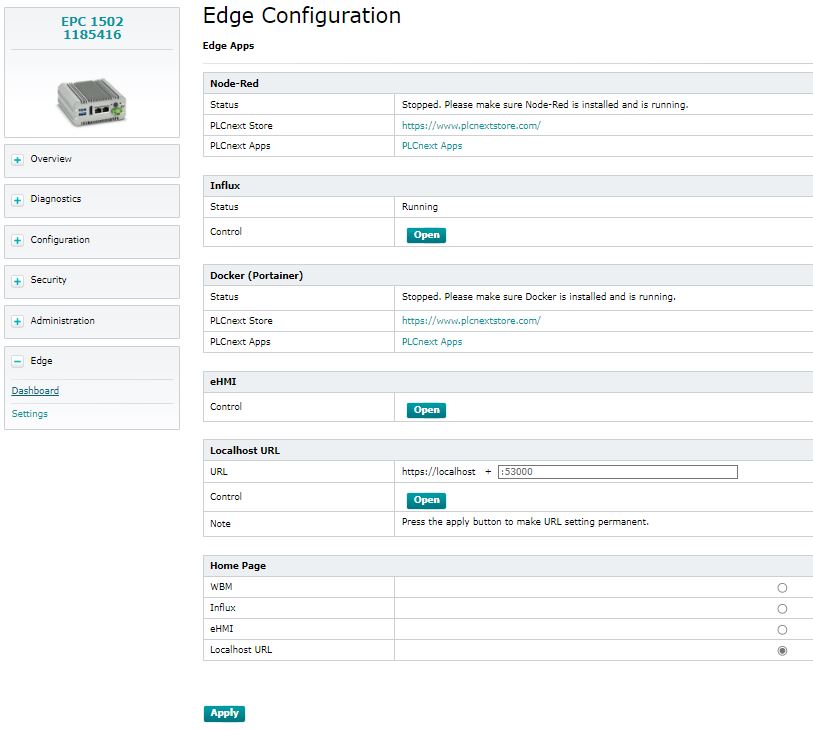 EPC 1502
1185416
Overview
Diagnostics
Configuration
Security
Administration
Edge
Dashboard
Settings
Edge Configuration
Edge Apps
Node-Red
Status Stopped. Please make sure Node-Red is installed and is running.
PLCnext Store https://www.plcnextstore.com/
PLCnext Apps PLCnext Apps
Influx
Status Running
Control Open
Docker (Portainer)
Status Stopped. Please make sure Docker is installed and is running.
PLCnext Store https://www.plcnextstore.com/
PLCnext Apps PLCnext Apps
eHMI
Control Open
Localhost URL
URL https://localhost + :53000
Control Open
Note Press the apply button to make URL setting permanent.
Home Page
WBM
Influx
eHMI
Localhost URL
Apply